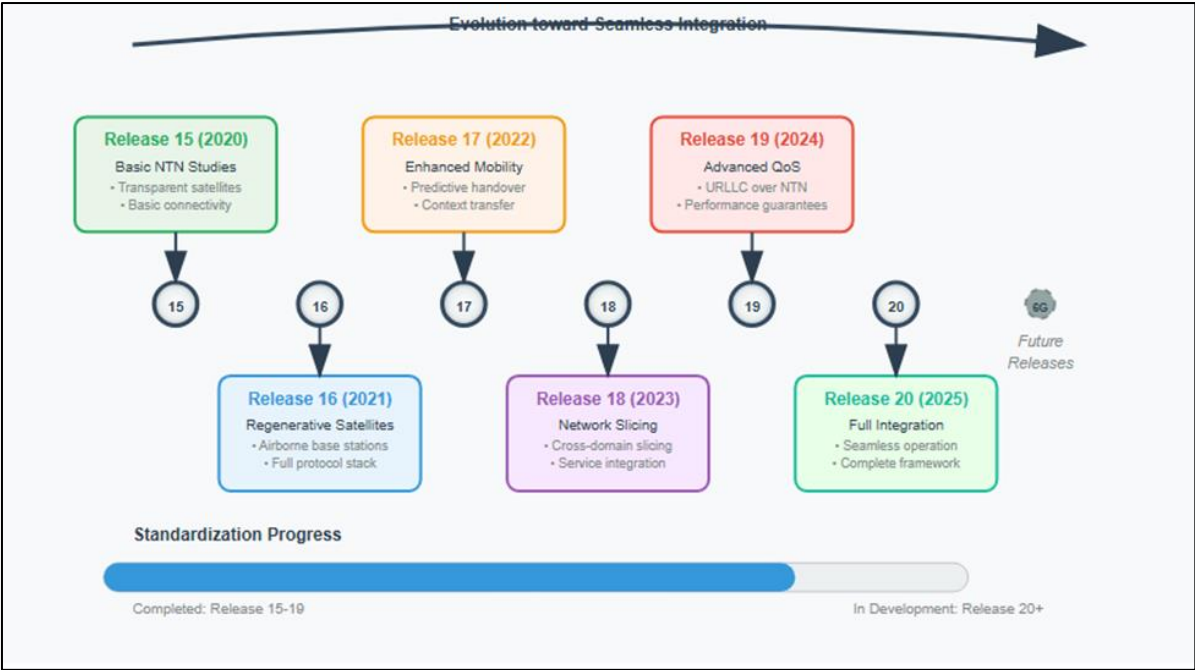 Evolution toward Seamless Integration
Release 15 (2020)
Basic NTN Studies
• Transparent satellites
• Basic connectivity
Release 17 (2022)
Enhanced Mobility
• Predictive handover
• Context transfer
Release 19 (2024)
Advanced QoS
• URLLC over NTN
• Performance guarantees
15
16
17
18
19
20
6G
Future
Releases
Release 16 (2021)
Regenerative Satellites
• Airborne base stations
• Full protocol stack
Release 18 (2023)
Network Slicing
• Cross-domain slicing
• Service integration
Release 20 (2025)
Full Integration
• Seamless operation
• Complete framework
Standardization Progress
Completed: Release 15-19
In Development: Release 20+